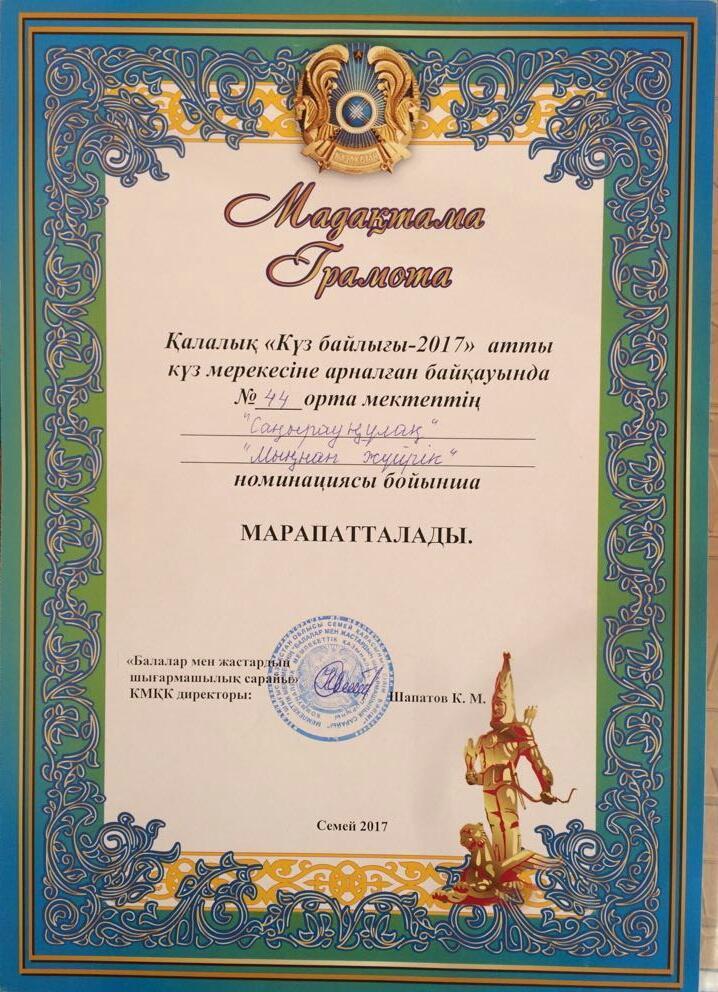 ҚАЗАҚСТАН
Мадақтама
Грамота
Қалалық «Күз байлығы-2017» атты
күз мерекесіне арналған байқауында
№ 44 орта мектептің
"Саңырауқұлақ"
"Мыңнан жүйрік"
номинациясы бойынша
МАРАПАТТАЛАДЫ.
«Балалар мен жастардың
шығармашылық сарайы»
КМҚК директоры:
Шапатов К. М.
Семей 2017